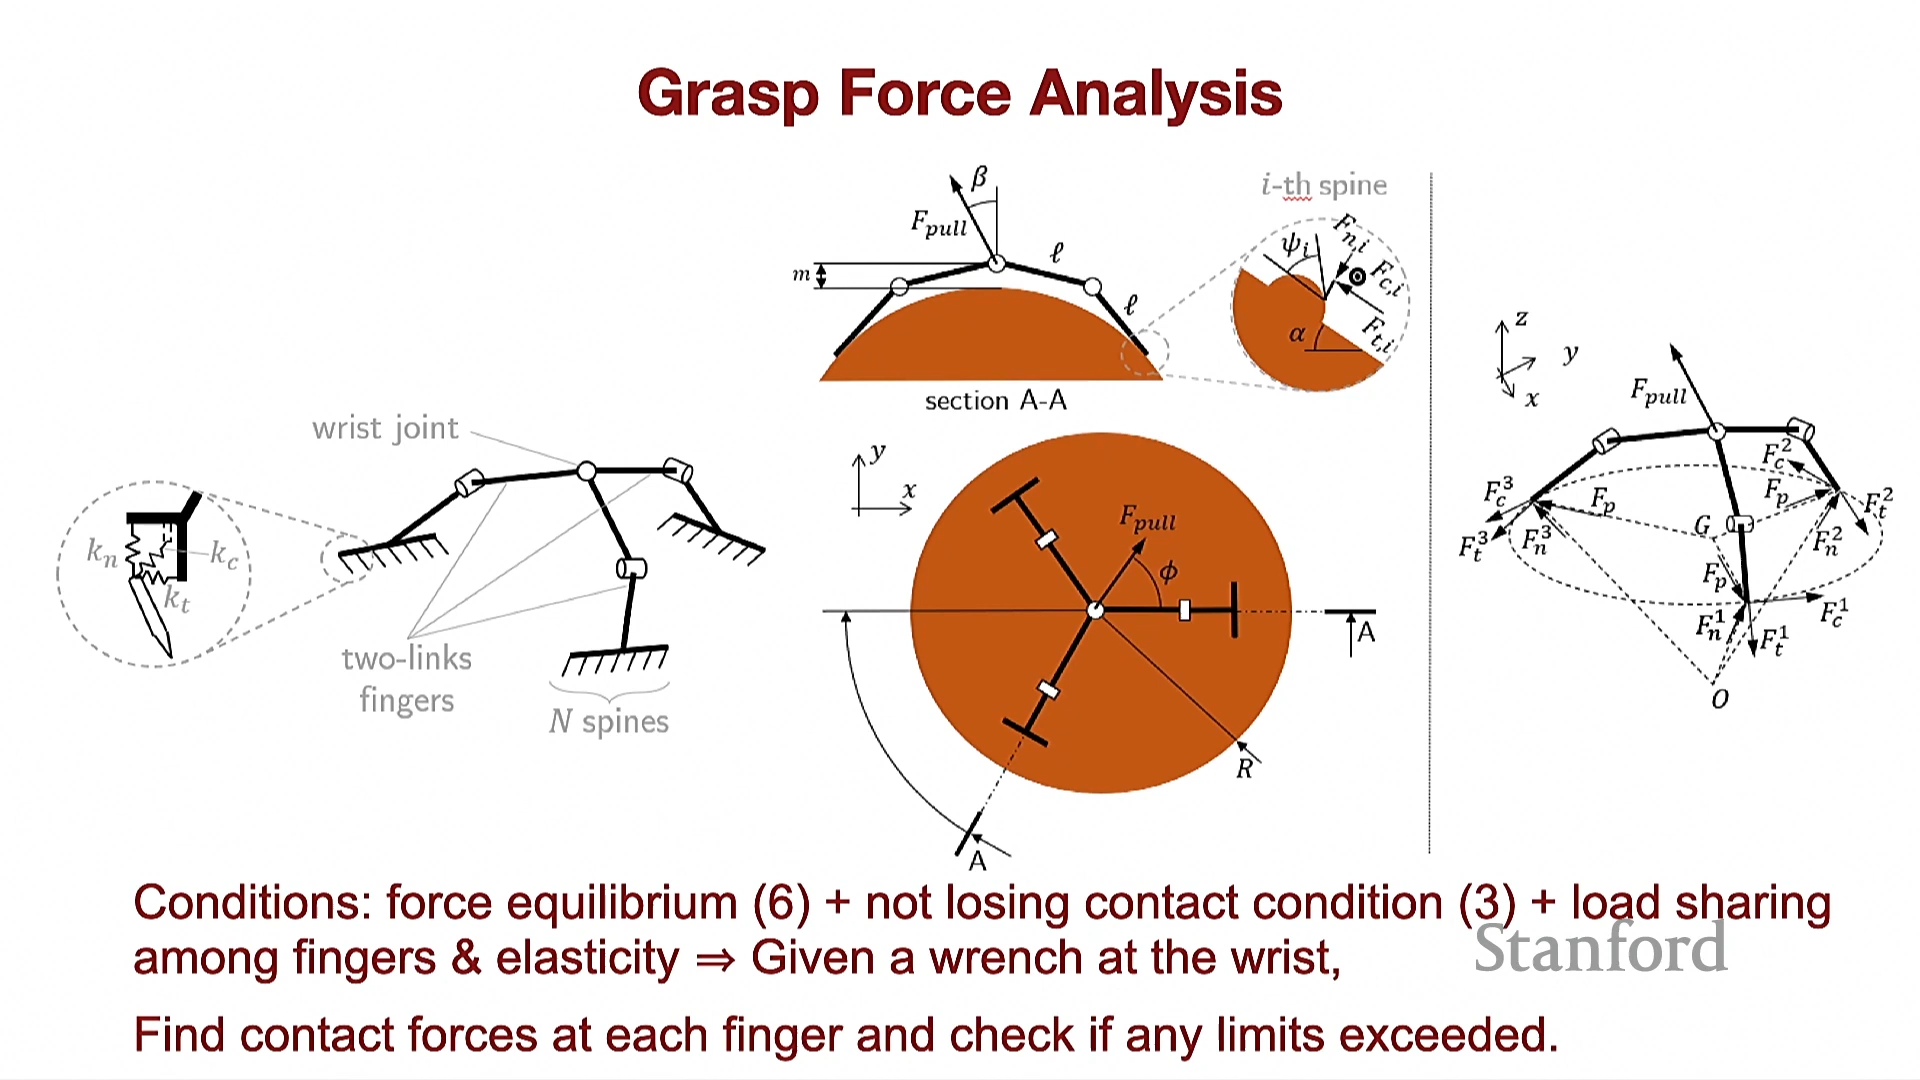 Grasp Force Analysis
wrist joint
k_n
k_c
k_t
two-links
fingers
N spines
β
F_pull
ℓ
m
ℓ
section A-A
i-th spine
ψ_i
F_n,i
F_c,i
F_t,i
α
y
x
F_pull
ϕ
A
R
A
z
y
x
F_pull
F_c^2
F_c^3
F_p
F_p
F_t^2
G
F_t^3
F_n^3
F_n^2
F_p
F_c^1
F_n^1
F_t^1
O
Conditions: force equilibrium (6) + not losing contact condition (3) + load sharing
among fingers & elasticity ⇒ Given a wrench at the wrist,
Stanford
Find contact forces at each finger and check if any limits exceeded.